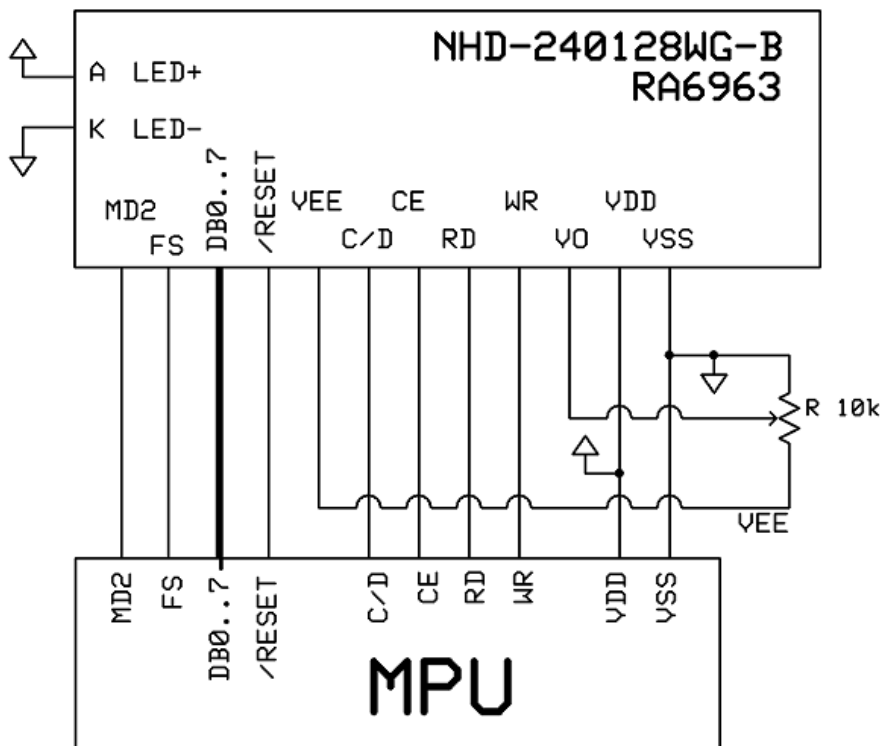 NHD-240128WG-B
RA6963
A LED+
K LED-
MD2
FS
DB0..7
/RESET
VEE
C/D
CE
RD
WR
VO
VDD
VSS
R 10k
VEE
MD2
FS
DB0..7
/RESET
C/D
CE
RD
WR
VDD
VSS
MPU